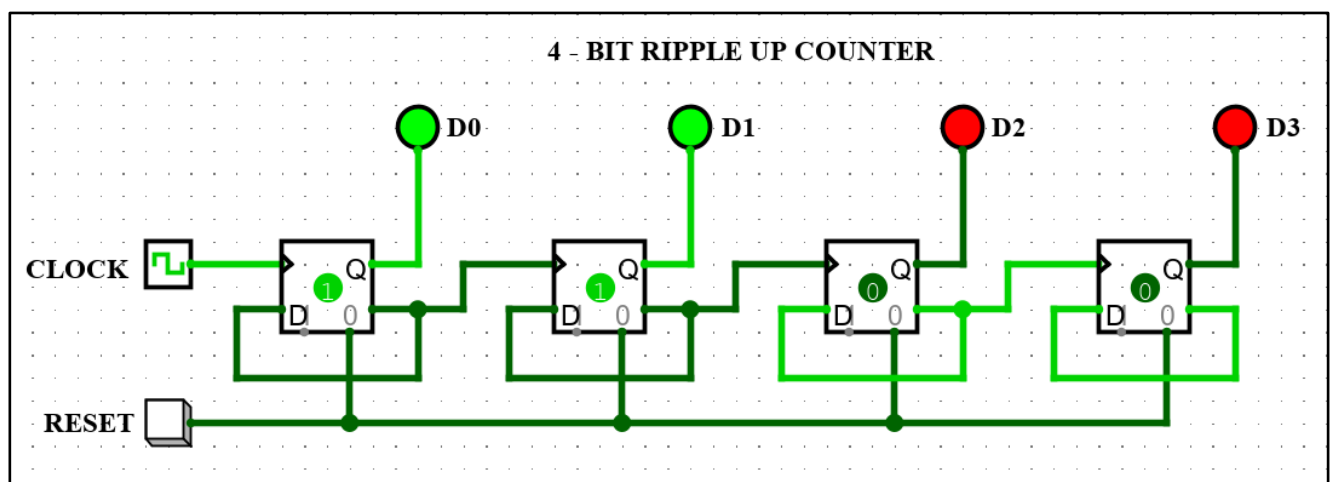 4 - BIT RIPPLE UP COUNTER
D0 D1 D2 D3
CLOCK Q Q Q Q
1 1 0 0
D 0 D 0 D 0 D 0
RESET